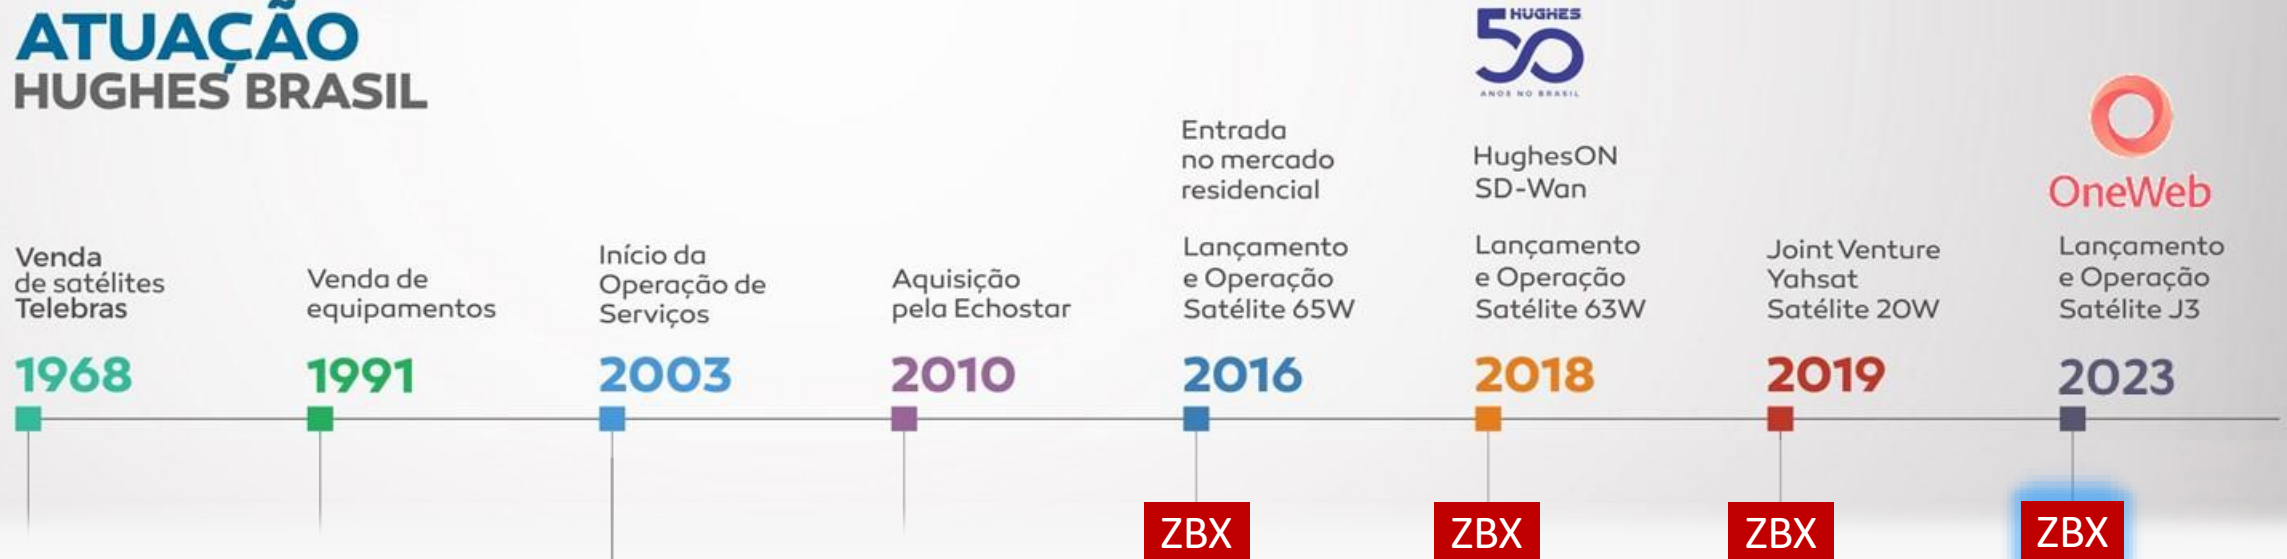 ATUAÇÃO
HUGHES BRASIL
Venda
de satélites
Telebras
1968
Venda de
equipamentos
1991
Início da
Operação de
Serviços
2003
Aquisição
pela Echostar
2010
Entrada
no mercado
residencial
Lançamento
e Operação
Satélite 65W
2016
ZBX
HUGHES
50
ANOS NO BRASIL
HughesON
SD-Wan
Lançamento
e Operação
Satélite 63W
2018
ZBX
Joint Venture
Yahsat
Satélite 20W
2019
ZBX
OneWeb
Lançamento
e Operação
Satélite J3
2023
ZBX